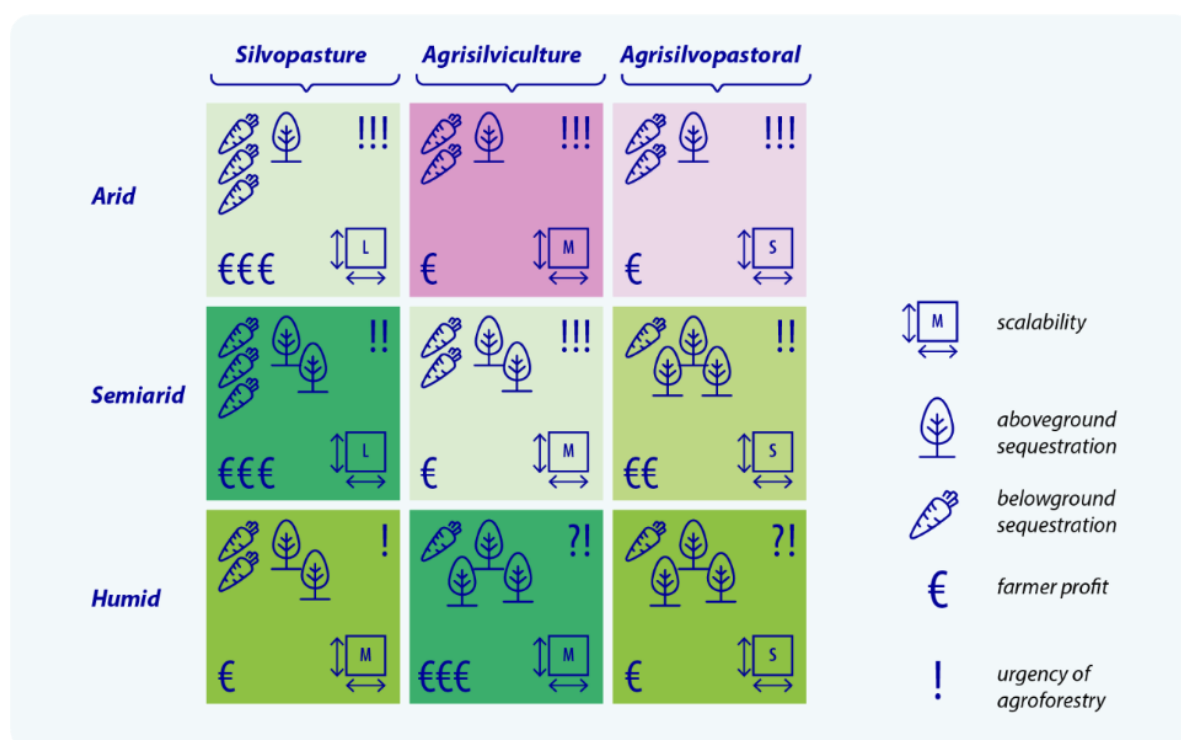 Silvopasture Agrisilviculture Agrisilvopastoral
Arid
!!! !!! !!!
L M S
€€€ € €
Semiarid
!! !!! !!
L M S
€€€ € €€
Humid
! ?! ?!
M M S
€ €€€ €
M scalability
aboveground
sequestration
belowground
sequestration
€ farmer profit
! urgency of
agroforestry